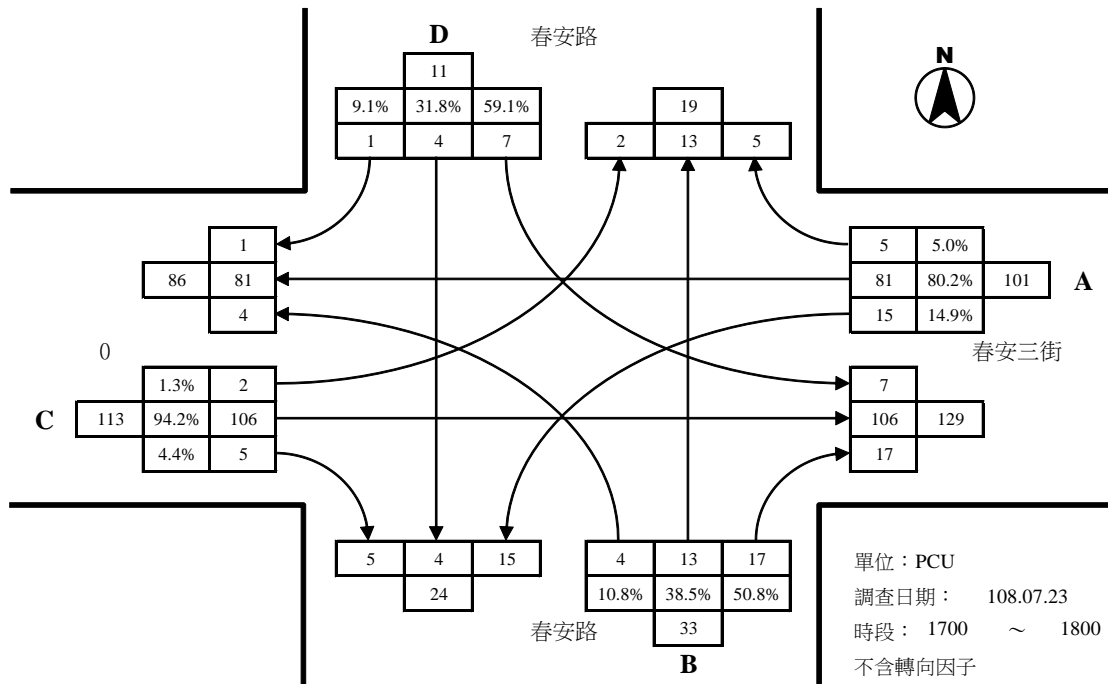 D 春安路
N
11
9.1% 31.8% 59.1%
1 4 7
19
2 13 5
1
86 81
4
5 5.0%
81 80.2% 101
15 14.9%
A
0
春安三街
C
1.3% 2
113 94.2% 106
4.4% 5
7
106 129
17
5 4 15
24
4 13 17
10.8% 38.5% 50.8%
33
春安路
B
單位：PCU
調查日期： 108.07.23
時段： 1700 ～ 1800
不含轉向因子